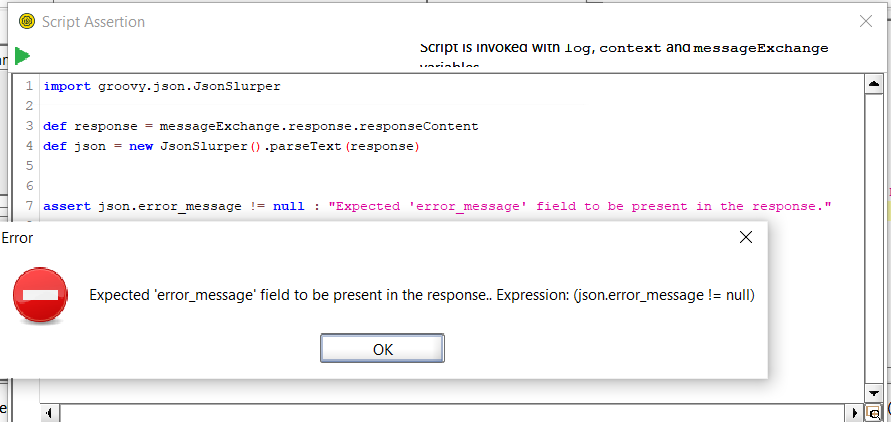 Script Assertion
Script is invoked with log, context and messageExchange
variables
1 import groovy.json.JsonSlurper
2
3 def response = messageExchange.response.responseContent
4 def json = new JsonSlurper().parseText(response)
5
6
7 assert json.error_message != null : "Expected 'error_message' field to be present in the response."
Error
Expected 'error_message' field to be present in the response.. Expression: (json.error_message != null)
OK